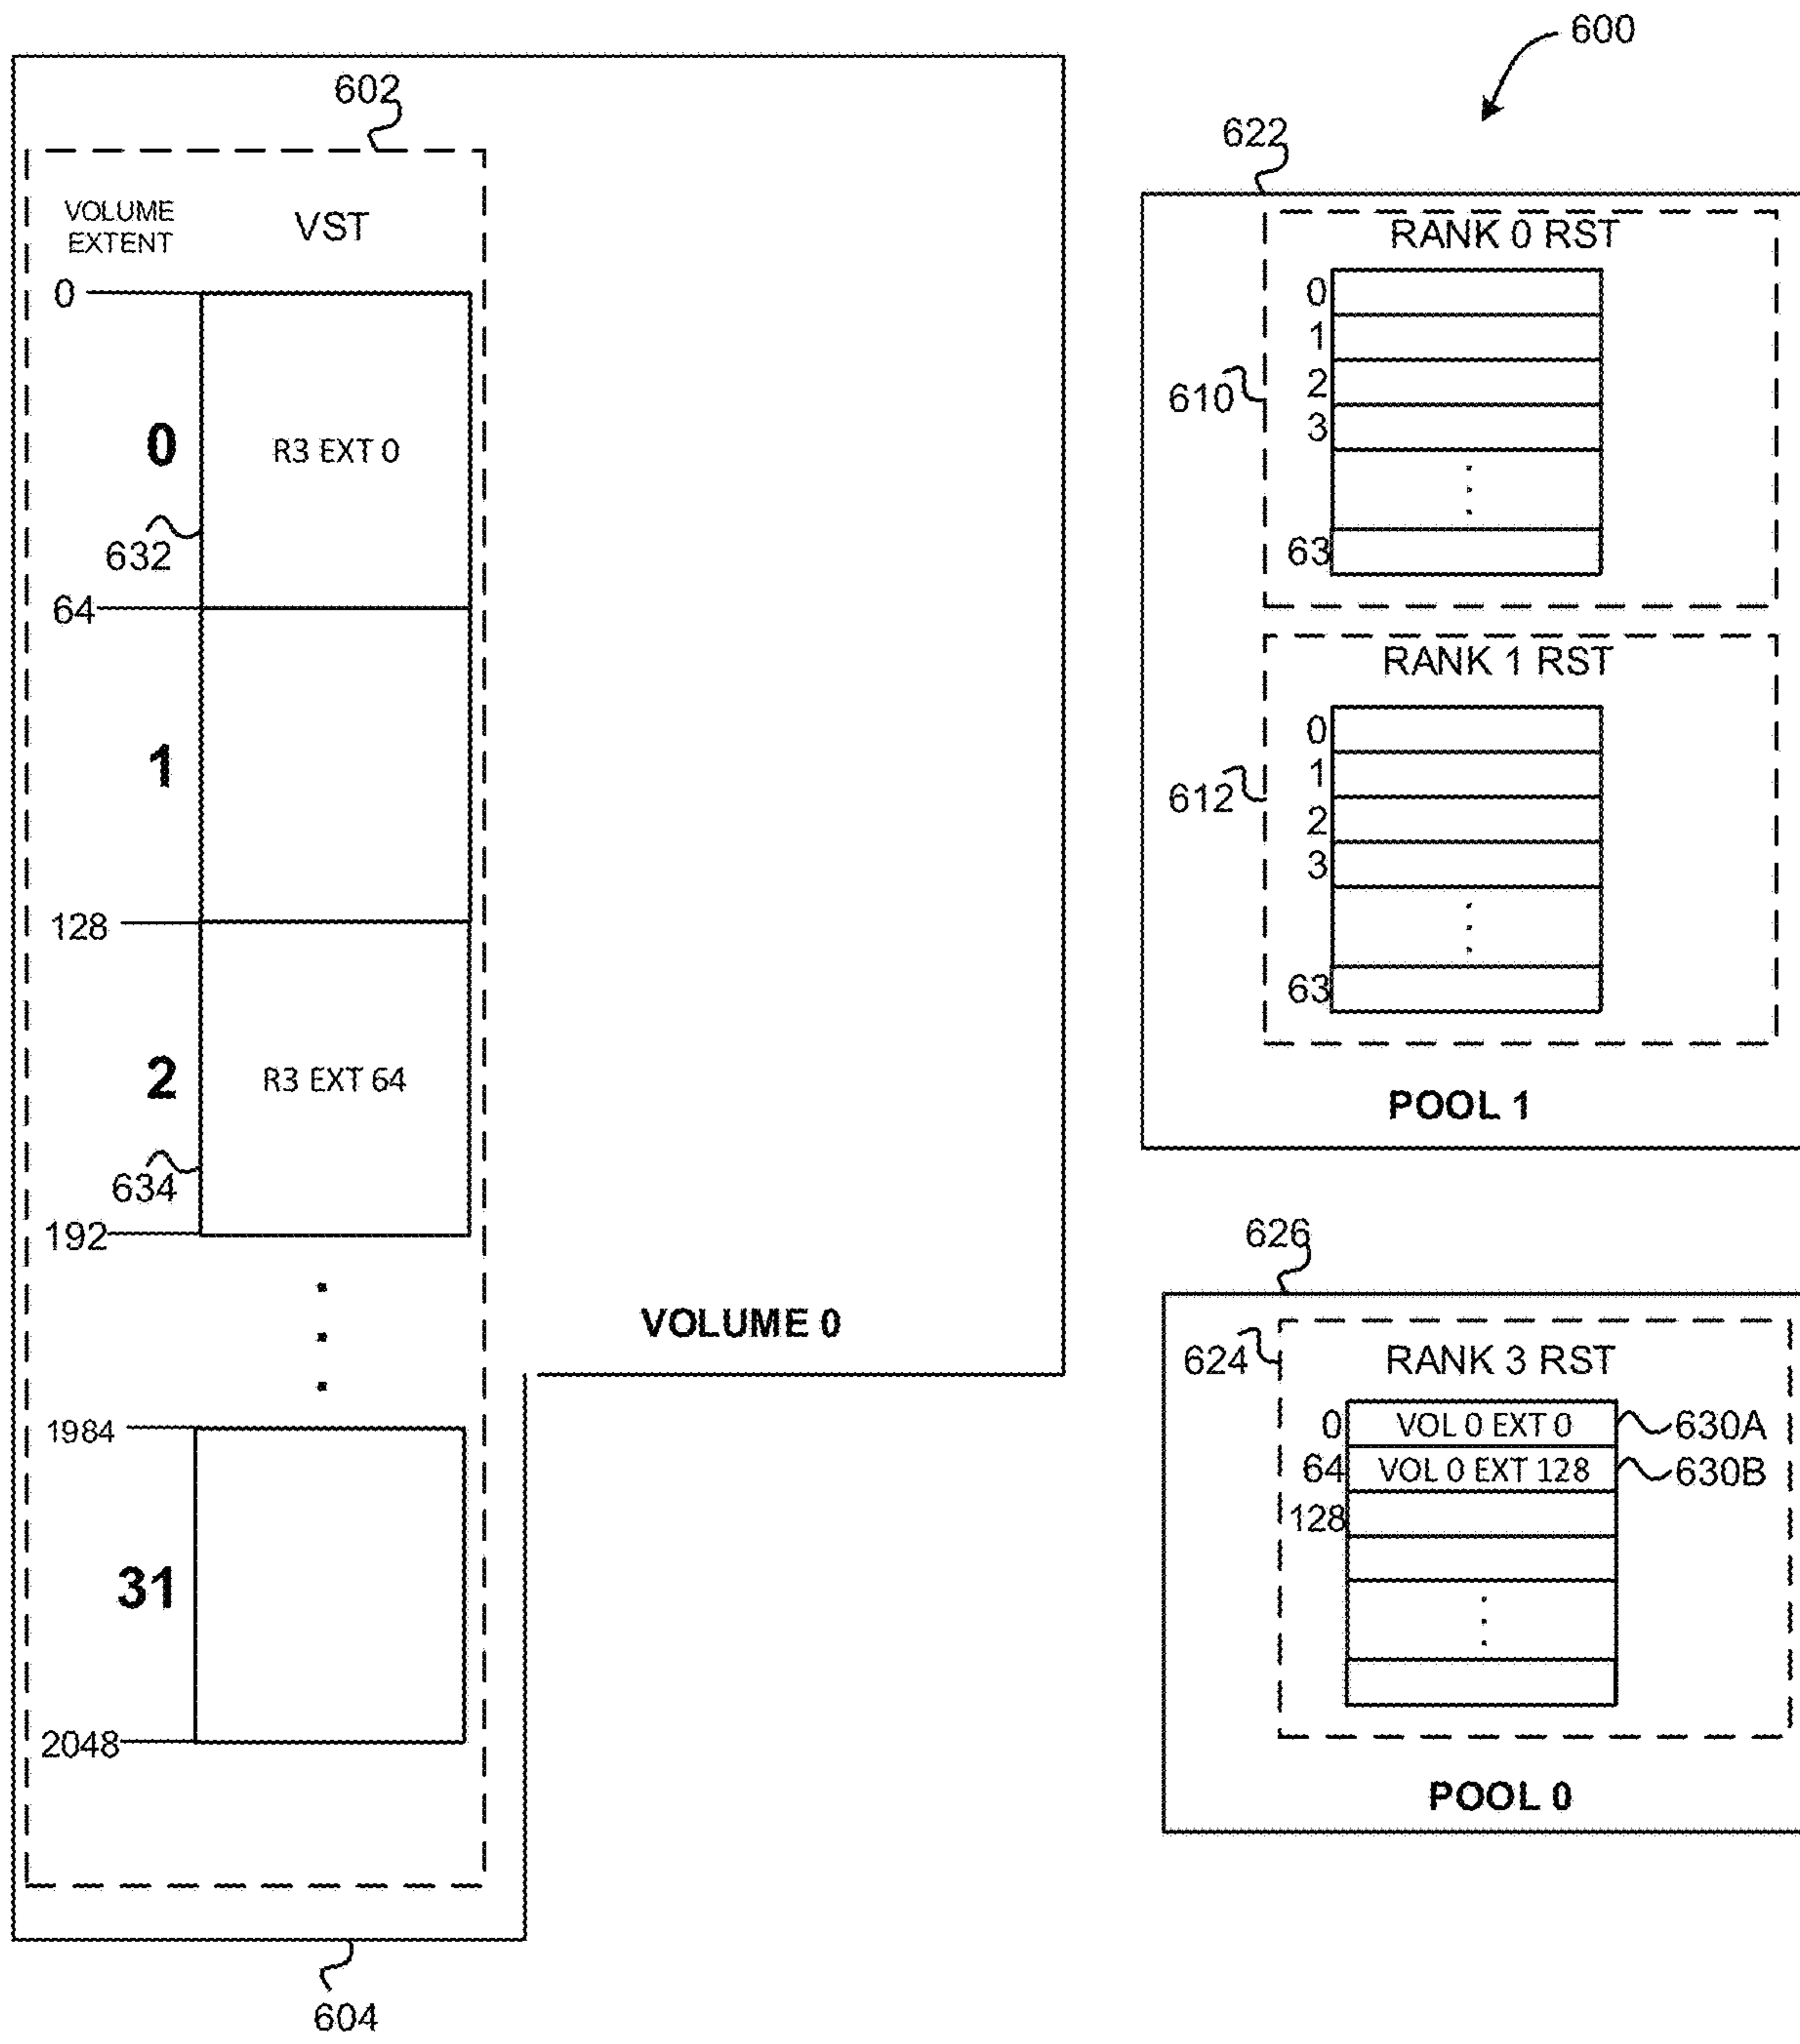 600
602
622
VOLUME
EXTENT
VST
0
0
R3 EXT 0
632
64
1
128
2
R3 EXT 64
634
192
1984
31
2048
VOLUME 0
604
RANK 0 RST
0
1
610
2
3
63
RANK 1 RST
0
1
612
2
3
63
POOL 1
626
624
RANK 3 RST
0 VOL 0 EXT 0 630A
64 VOL 0 EXT 128 630B
128
POOL 0